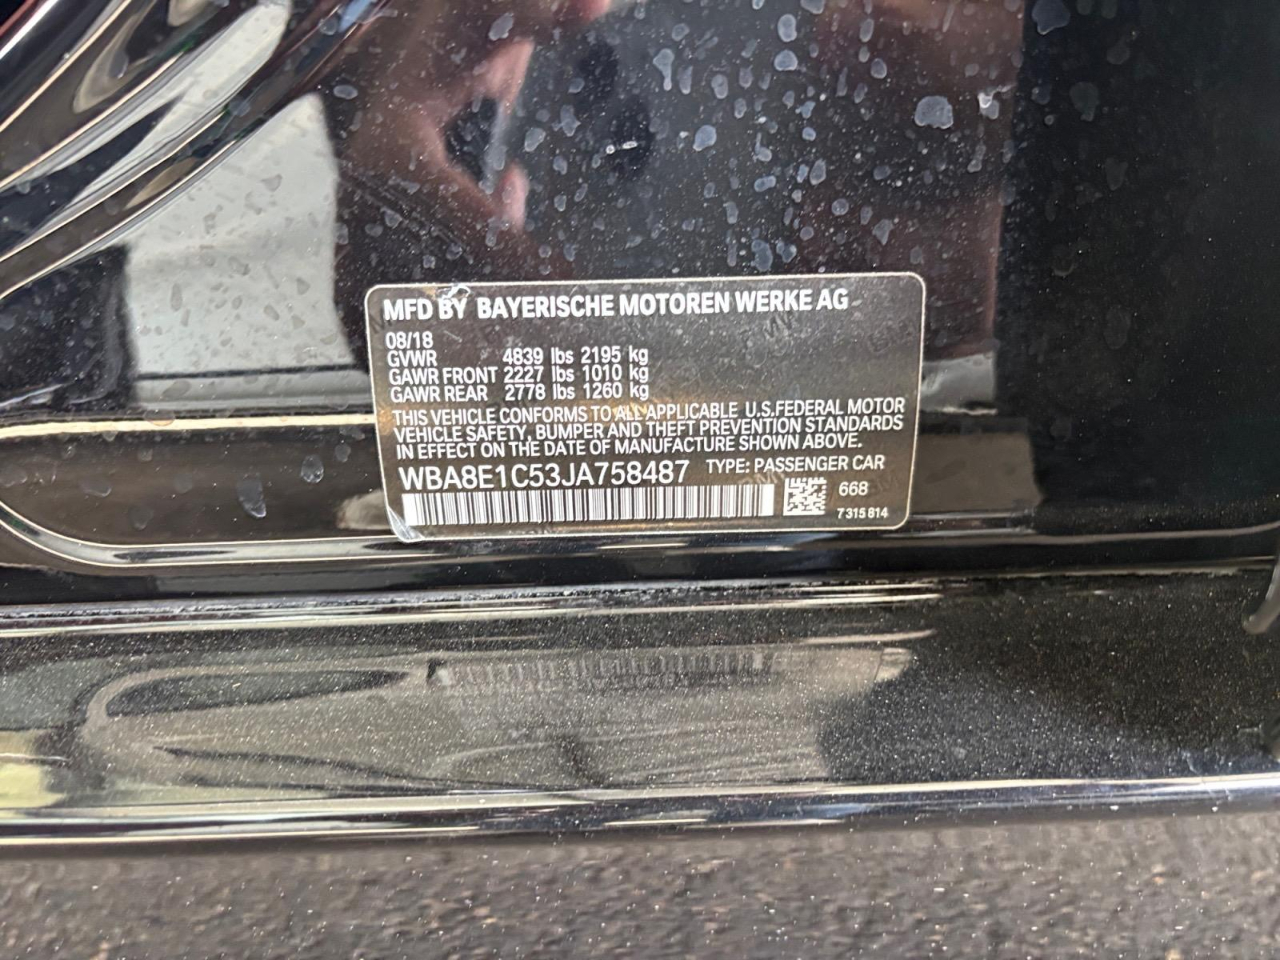 MFD BY BAYERISCHE MOTOREN WERKE AG
08/18
GVWR 4839 lbs 2195 kg
GAWR FRONT 2227 lbs 1010 kg
GAWR REAR 2778 lbs 1260 kg
THIS VEHICLE CONFORMS TO ALL APPLICABLE U.S.FEDERAL MOTOR
VEHICLE SAFETY, BUMPER AND THEFT PREVENTION STANDARDS
IN EFFECT ON THE DATE OF MANUFACTURE SHOWN ABOVE.
WBA8E1C53JA758487 TYPE: PASSENGER CAR
668
7 315 814